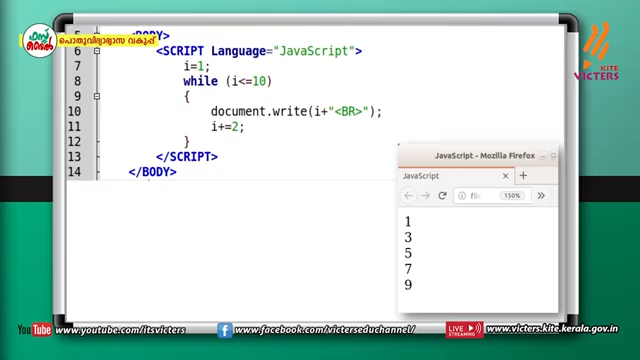 ഫസ്റ്റ് ബെൽ
പൊതുവിദ്യാഭ്യാസ വകുപ്പ്
KITE
VICTERS
5 <BODY>
6 <SCRIPT Language="JavaScript">
7 i=1;
8 while (i<=10)
9 {
10 document.write(i+"<BR>");
11 i+=2;
12 }
13 </SCRIPT>
14 </BODY>
JavaScript - Mozilla Firefox
JavaScript × +
150%
1
3
5
7
9
YouTube www.youtube.com/itsvicters
www.facebook.com/victerseduchannel/
LIVE STREAMING www.victers.kite.kerala.gov.in